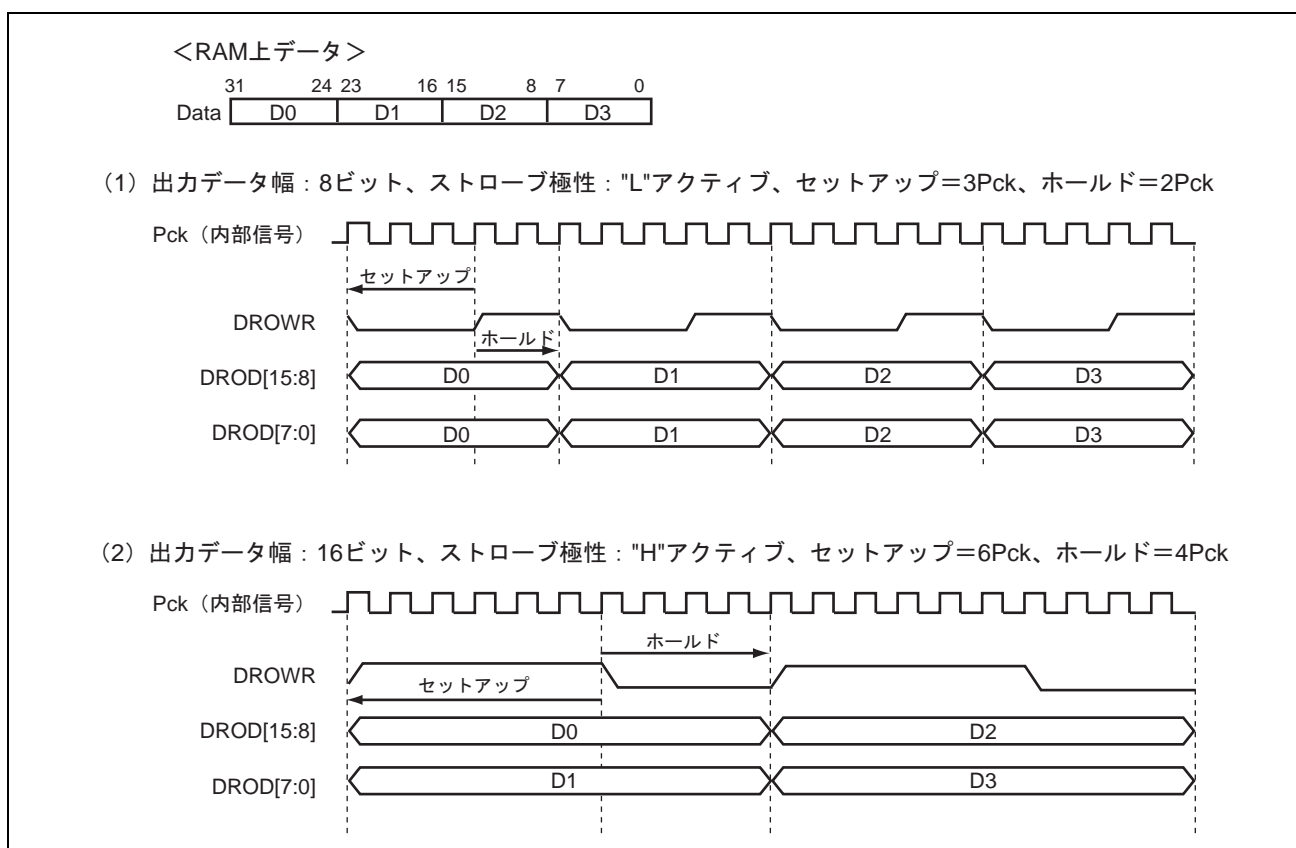 ＜RAM上データ＞
31 24 23 16 15 8 7 0
Data D0 D1 D2 D3
（1）出力データ幅：8ビット、ストローブ極性："L"アクティブ、セットアップ＝3Pck、ホールド＝2Pck
Pck（内部信号）
セットアップ
DROWR
ホールド
DROD[15:8] D0 D1 D2 D3
DROD[7:0] D0 D1 D2 D3
（2）出力データ幅：16ビット、ストローブ極性："H"アクティブ、セットアップ＝6Pck、ホールド＝4Pck
Pck（内部信号）
ホールド
DROWR
セットアップ
DROD[15:8] D0 D2
DROD[7:0] D1 D3